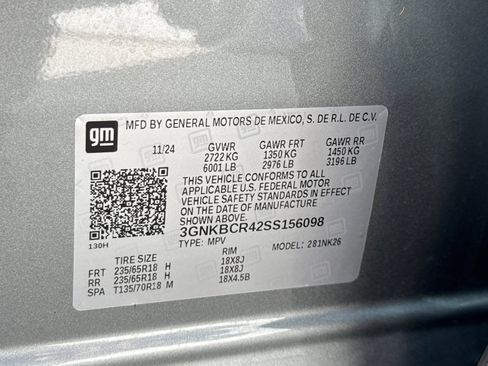 gm
MFD BY GENERAL MOTORS DE MEXICO, S. DE R.L. DE C.V.
11/24 GVWR GAWR FRT GAWR RR
2722 KG 1350 KG 1450 KG
6001 LB 2976 LB 3196 LB
THIS VEHICLE CONFORMS TO ALL
APPLICABLE U.S. FEDERAL MOTOR
VEHICLE SAFETY STANDARDS IN EFFECT ON
THE DATE OF MANUFACTURE SHOWN ABOVE.
3GNKBCR42SS156098
130H TYPE: MPV MODEL: 281NK26
TIRE SIZE RIM
FRT 235/65R18 H 18X8J
RR 235/65R18 H 18X8J
SPA T135/70R18 M 18X4.5B